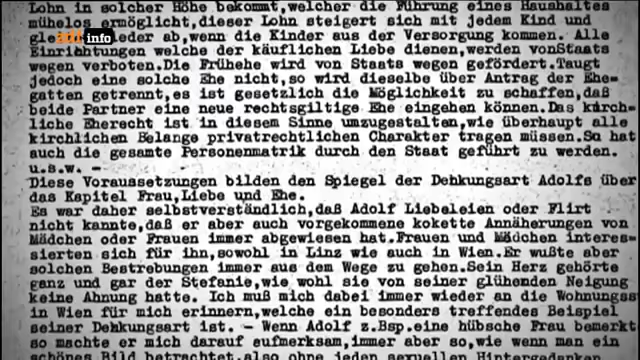 Lohn in solcher Höhe bekommt,welcher die Führung eines Haushaltes
mühelos ermöglicht,dieser Lohn steigert sich mit jedem Kind und
info
wieder ab,wenn die Kinder aus der Versorgung kommen. Alle
Einrichtungen welche der käuflichen Liebe dienen,werden vonStaats
wegen verboten.Die Frühehe wird von Staats wegen gefördert.Taugt
jedoch eine solche Ehe nicht,so wird dieselbe über Antrag der Ehe-
gatten getrennt,es ist gesetzlich die Möglichkeit zu schaffen,daß
beide Partner eine neue rechtsgiltige Ehe eingehen können.Das kirch-
liche Eherecht ist in diesem Sinne umzugestalten,wie überhaupt alle
kirchlichen Belange privatrechtlichen Charakter tragen müssen.So hat
auch die gesamte Personenmatrik durch den Staat geführt zu werden.
u.s.w. -
Diese Voraussetzungen bilden den Spiegel der Dehkungsart Adolfs über
das Kapitel Frau,Liebe und Ehe.
Es war daher selbstverständlich,daß Adolf Liebeleien oder Flirt
nicht kannte,daß er aber auch vorgekommene kokette Annäherungen von
Mädchen oder Frauen immer abgewiesen hat.Frauen und Mädchen interes-
sierten sich für ihn,sowohl in Linz wie auch in Wien.Er wußte aber
solchen Bestrebungen immer aus dem Wege zu gehen.Sein Herz gehörte
ganz und gar der Stefanie,wie wohl sie von seiner glühenden Neigung
keine Ahnung hatte. Ich muß mich dabei immer wieder an die Wohnungss
in Wien für mich erinnern,welche ein besonders treffendes Beispiel
seiner Dehkungsart ist. - Wenn Adolf z.Bsp.eine hübsche Frau bemerkt
so machte er mich darauf aufmerksam,immer aber so,wie wenn man ein
schönes Bild betrachtet,also ohne jeden sexuellen Hintergedanken